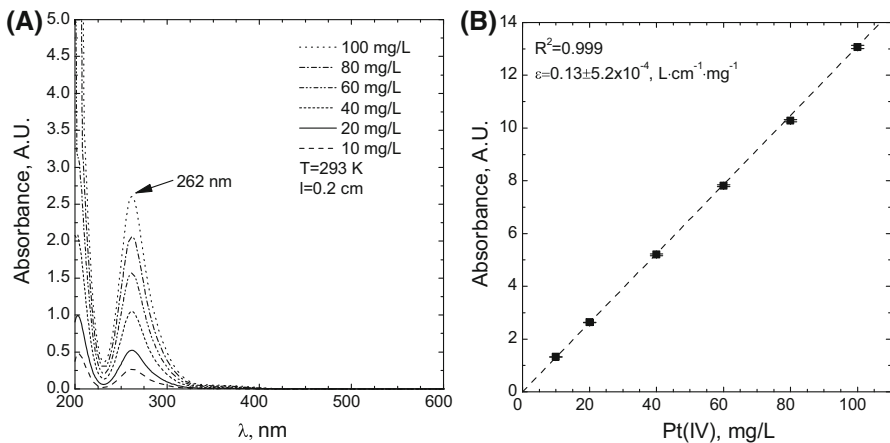 (A)
5.0
4.5
4.0
3.5
3.0
2.5
2.0
1.5
1.0
0.5
0.0
Absorbance, A.U.
100 mg/L
80 mg/L
60 mg/L
40 mg/L
20 mg/L
10 mg/L
T=293 K
l=0.2 cm
262 nm
200 300 400 500 600
λ, nm
(B)
14
12
10
8
6
4
2
0
Absorbance, A.U.
R²=0.999
ε=0.13±5.2x10⁻⁴, L·cm⁻¹·mg⁻¹
0 20 40 60 80 100
Pt(IV), mg/L